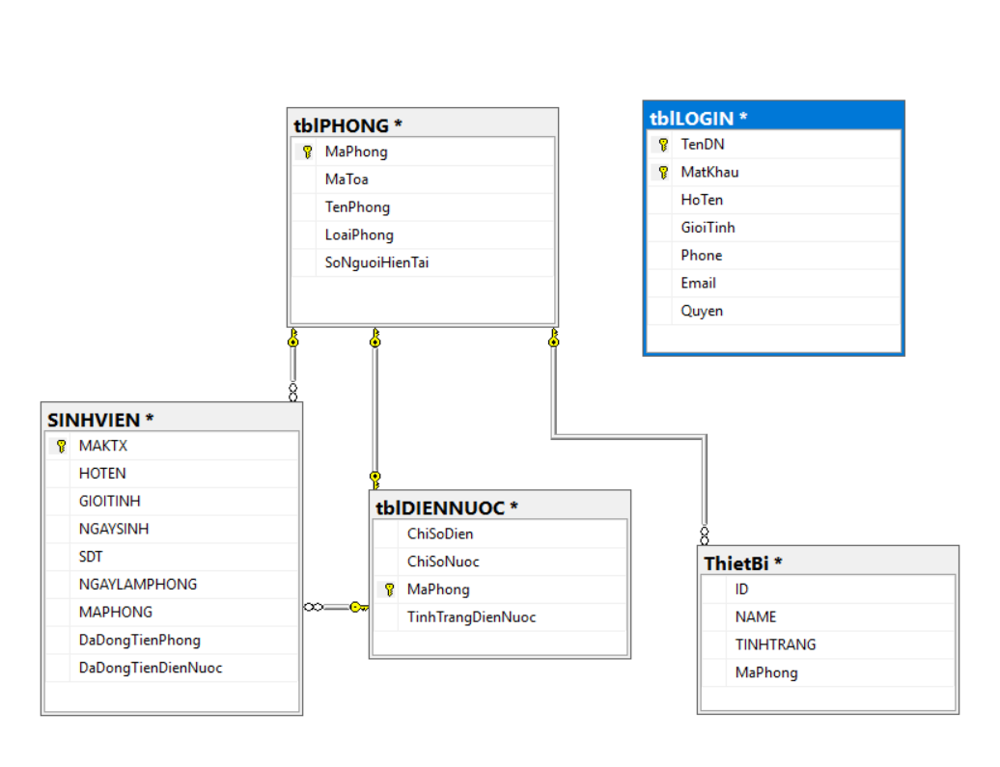 tblPHONG *
MaPhong
MaToa
TenPhong
LoaiPhong
SoNguoiHienTai
tblLOGIN *
TenDN
MatKhau
HoTen
GioiTinh
Phone
Email
Quyen
SINHVIEN *
MAKTX
HOTEN
GIOITINH
NGAYSINH
SDT
NGAYLAMPHONG
MAPHONG
DaDongTienPhong
DaDongTienDienNuoc
tblDIENNUOC *
ChiSoDien
ChiSoNuoc
MaPhong
TinhTrangDienNuoc
ThietBi *
ID
NAME
TINHTRANG
MaPhong